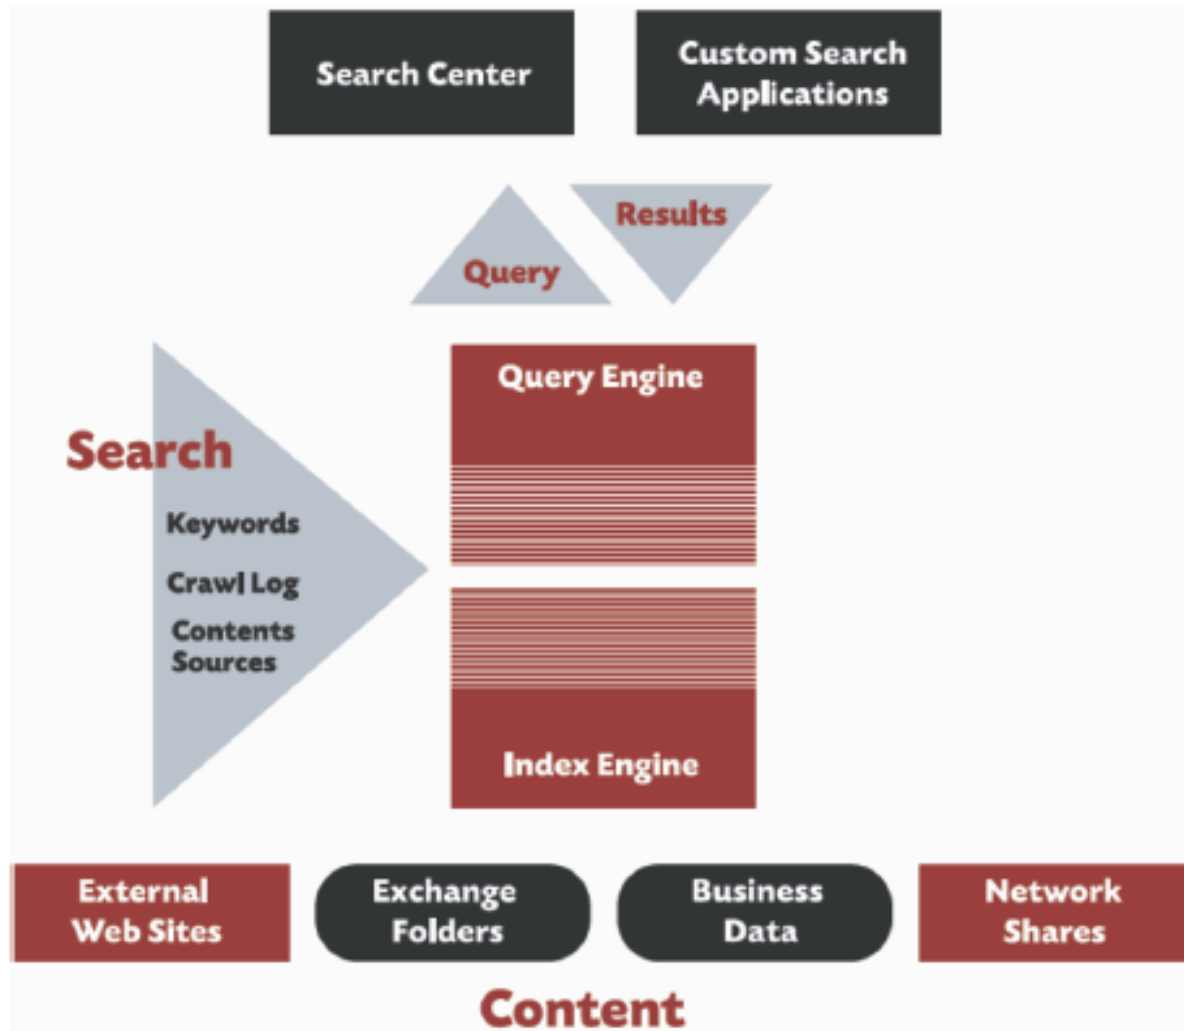 Search Center
Custom Search
Applications
Query
Results
Query Engine
Search
Keywords
Crawl Log
Contents
Sources
Index Engine
External
Web Sites
Exchange
Folders
Business
Data
Network
Shares
Content